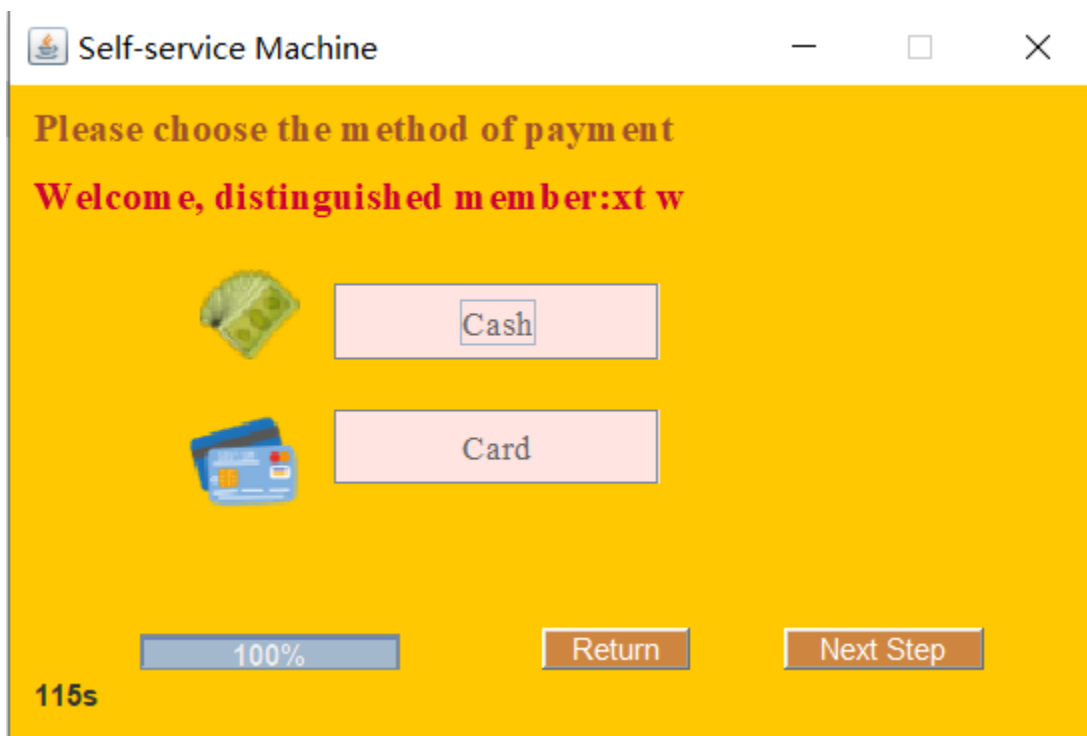 Self-service Machine
Please choose the method of payment
Welcome, distinguished member:xt w
Cash
Card
100%
Return
Next Step
115s